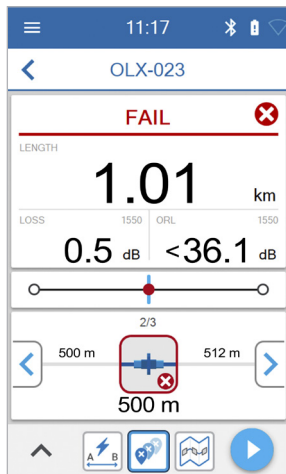 11:17
OLX-023
FAIL
LENGTH
1.01 km
LOSS 1550 ORL 1550
0.5 dB <36.1 dB
2/3
500 m 512 m
500 m
A B